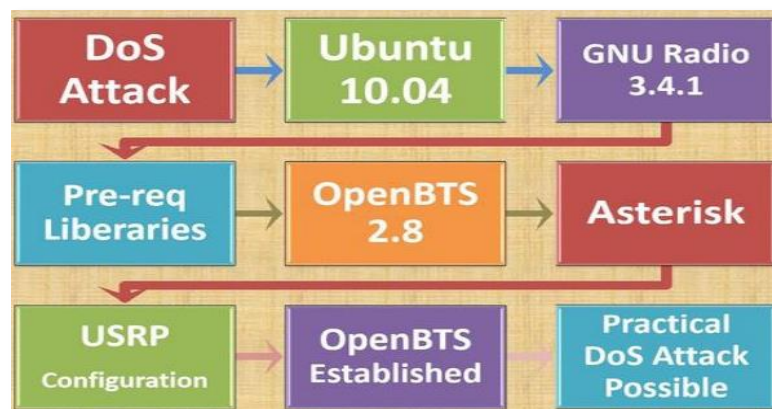 DoS
Attack
Ubuntu
10.04
GNU Radio
3.4.1
Pre-req
Liberaries
OpenBTS
2.8
Asterisk
USRP
Configuration
OpenBTS
Established
Practical
DoS Attack
Possible